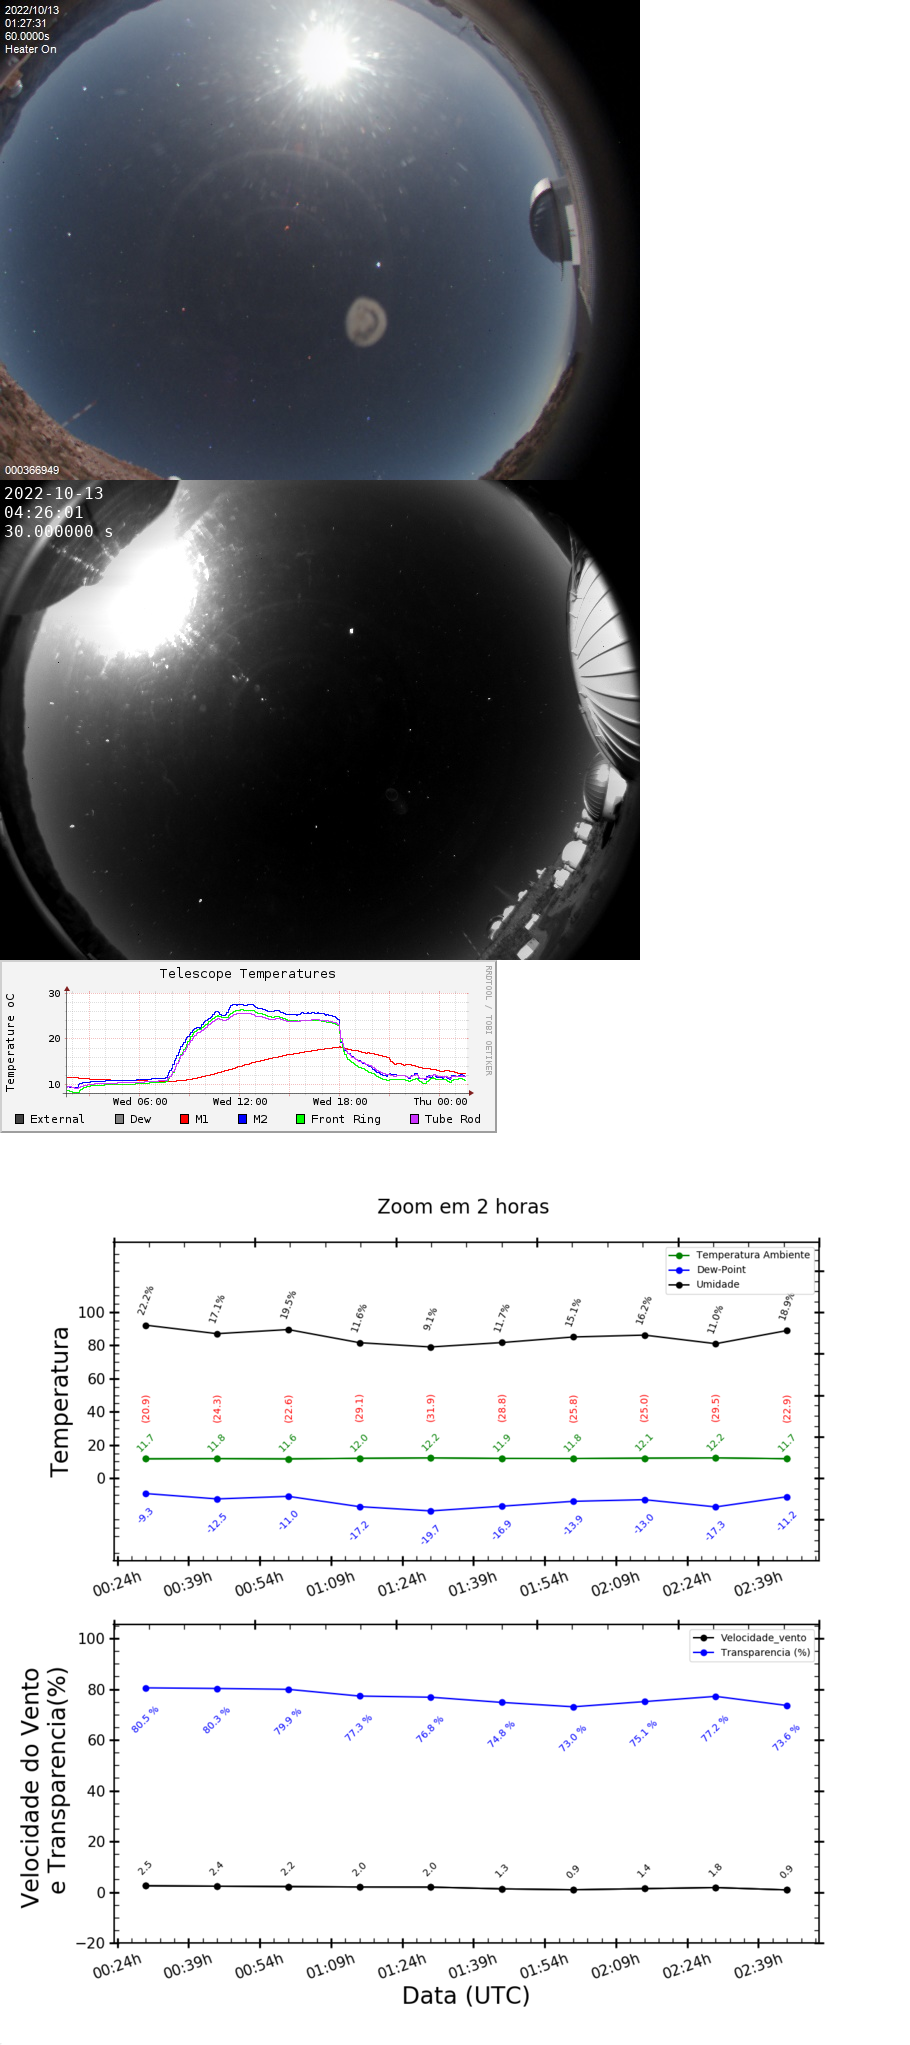 2022/10/13
01:27:31
60.0000s
Heater On
000366949
2022-10-13
04:26:01
30.000000 s
Telescope Temperatures
RRDTOOL / TOBI OETIKER
Temperature oC
30
20
10
Wed 06:00 Wed 12:00 Wed 18:00 Thu 00:00
External Dew M1 M2 Front Ring Tube Rod
Zoom em 2 horas
Temperatura Ambiente
Dew-Point
Umidade
Temperatura
100
80
60
40
20
0
22.2% 17.1% 19.5% 11.6% 9.1% 11.7% 15.1% 16.2% 11.0% 18.9%
(20.9) (24.3) (22.6) (29.1) (31.9) (28.8) (25.8) (25.0) (29.5) (22.9)
11.7 11.8 11.6 12.0 12.2 11.9 11.8 12.1 12.2 11.7
-9.3 -12.5 -11.0 -17.2 -19.7 -16.9 -13.9 -13.0 -17.3 -11.2
00:24h 00:39h 00:54h 01:09h 01:24h 01:39h 01:54h 02:09h 02:24h 02:39h
Velocidade_vento
Transparencia (%)
Velocidade do Vento
e Transparencia(%)
100
80
60
40
20
0
−20
80.5 % 80.3 % 79.9 % 77.3 % 76.8 % 74.8 % 73.0 % 75.1 % 77.2 % 73.6 %
2.5 2.4 2.2 2.0 2.0 1.3 0.9 1.4 1.8 0.9
00:24h 00:39h 00:54h 01:09h 01:24h 01:39h 01:54h 02:09h 02:24h 02:39h
Data (UTC)